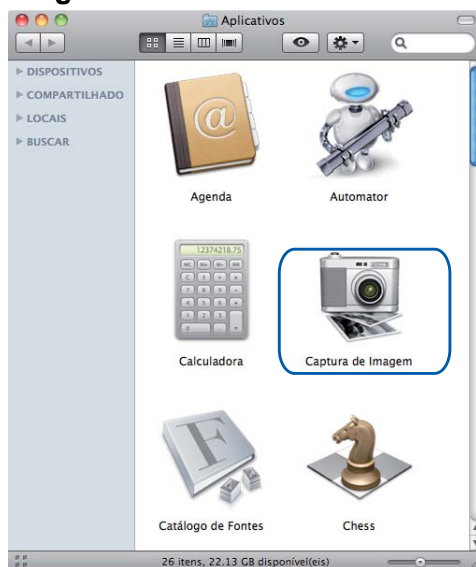 Aplicativos
DISPOSITIVOS
COMPARTILHADO
LOCAIS
BUSCAR
@
Agenda
Automator
12374218.75
Calculadora
Captura de Imagem
F
Catálogo de Fontes
Chess
26 itens, 22.13 GB disponível(eis)